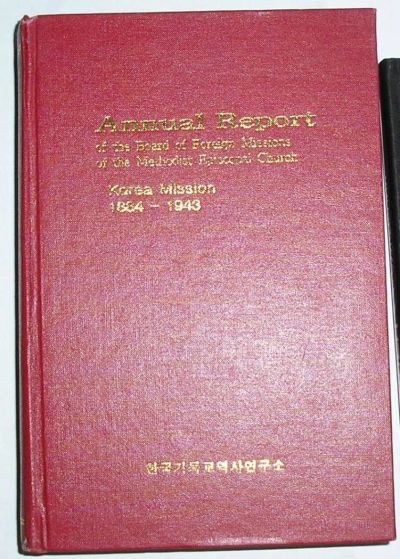 Annual Report
of the Board of Foreign Missions
of the Methodist Episcopal Church
Korea Mission
1884 - 1943
한국기독교역사연구소